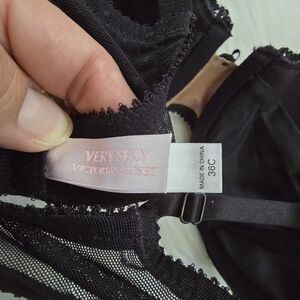 VERY SEXY
VICTORIA'S SECRET
MADE IN CHINA
36C